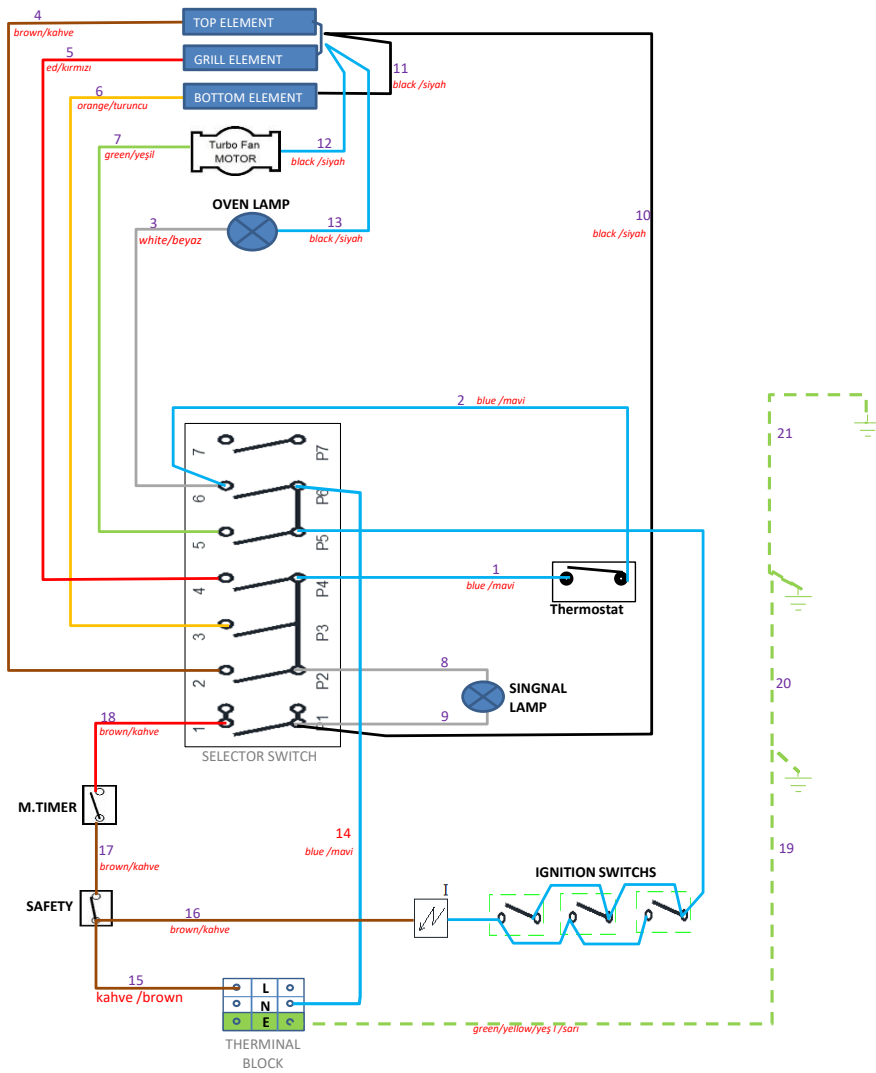 4
brown/kahve
TOP ELEMENT
5
ed/kırmızı
GRILL ELEMENT
11
black /siyah
6
orange/turuncu
BOTTOM ELEMENT
7
green/yeşil
Turbo Fan
MOTOR
12
black /siyah
OVEN LAMP
3
white/beyaz
13
black /siyah
10
black /siyah
2 blue /mavi
21
7 P7
6 P6
5 P5
4 P4
3 P3
2 P2
1 P1
1
blue /mavi
Thermostat
8
9
SINGNAL
LAMP
SELECTOR SWITCH
20
18
brown/kahve
M.TIMER
17
brown/kahve
14
blue /mavi
19
SAFETY
16
brown/kahve
I
IGNITION SWITCHS
15
kahve /brown
L
N
E
green/yellow/yeş l /sarı
THERMINAL
BLOCK